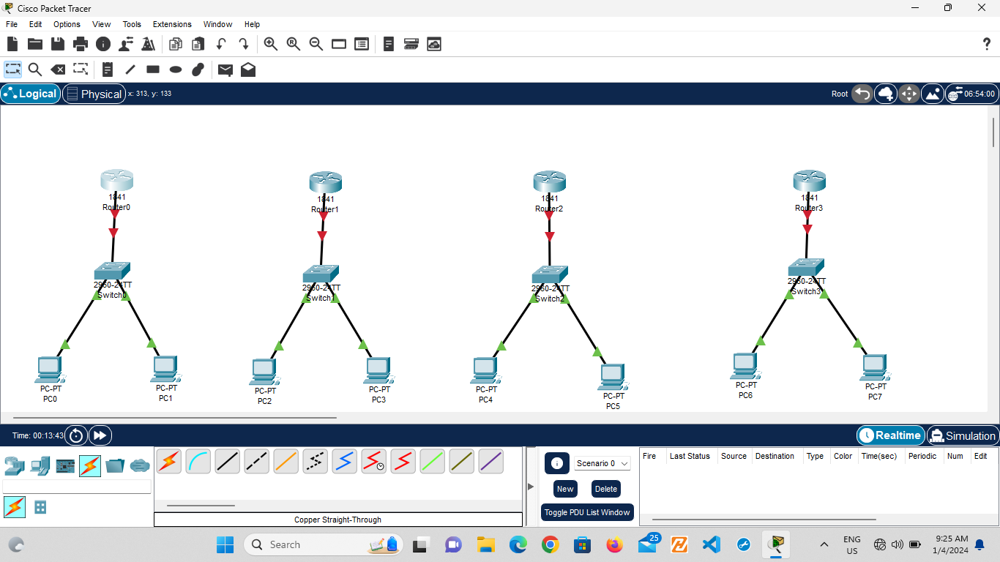 Cisco Packet Tracer
File Edit Options View Tools Extensions Window Help
?
Logical Physical x: 313, y: 133 Root 06:54:00
1841 1841 1841 1841
Router0 Router1 Router2 Router3
2960-24TT 2960-24TT 2960-24TT 2960-24TT
Switch0 Switch1 Switch2 Switch3
PC-PT PC-PT PC-PT PC-PT PC-PT PC-PT PC-PT PC-PT
PC0 PC1 PC2 PC3 PC4 PC5 PC6 PC7
Time: 00:13:43 Realtime Simulation
Scenario 0
New Delete
Toggle PDU List Window
Fire Last Status Source Destination Type Color Time(sec) Periodic Num Edit
Copper Straight-Through
Search
25
ENG
US
9:25 AM
1/4/2024